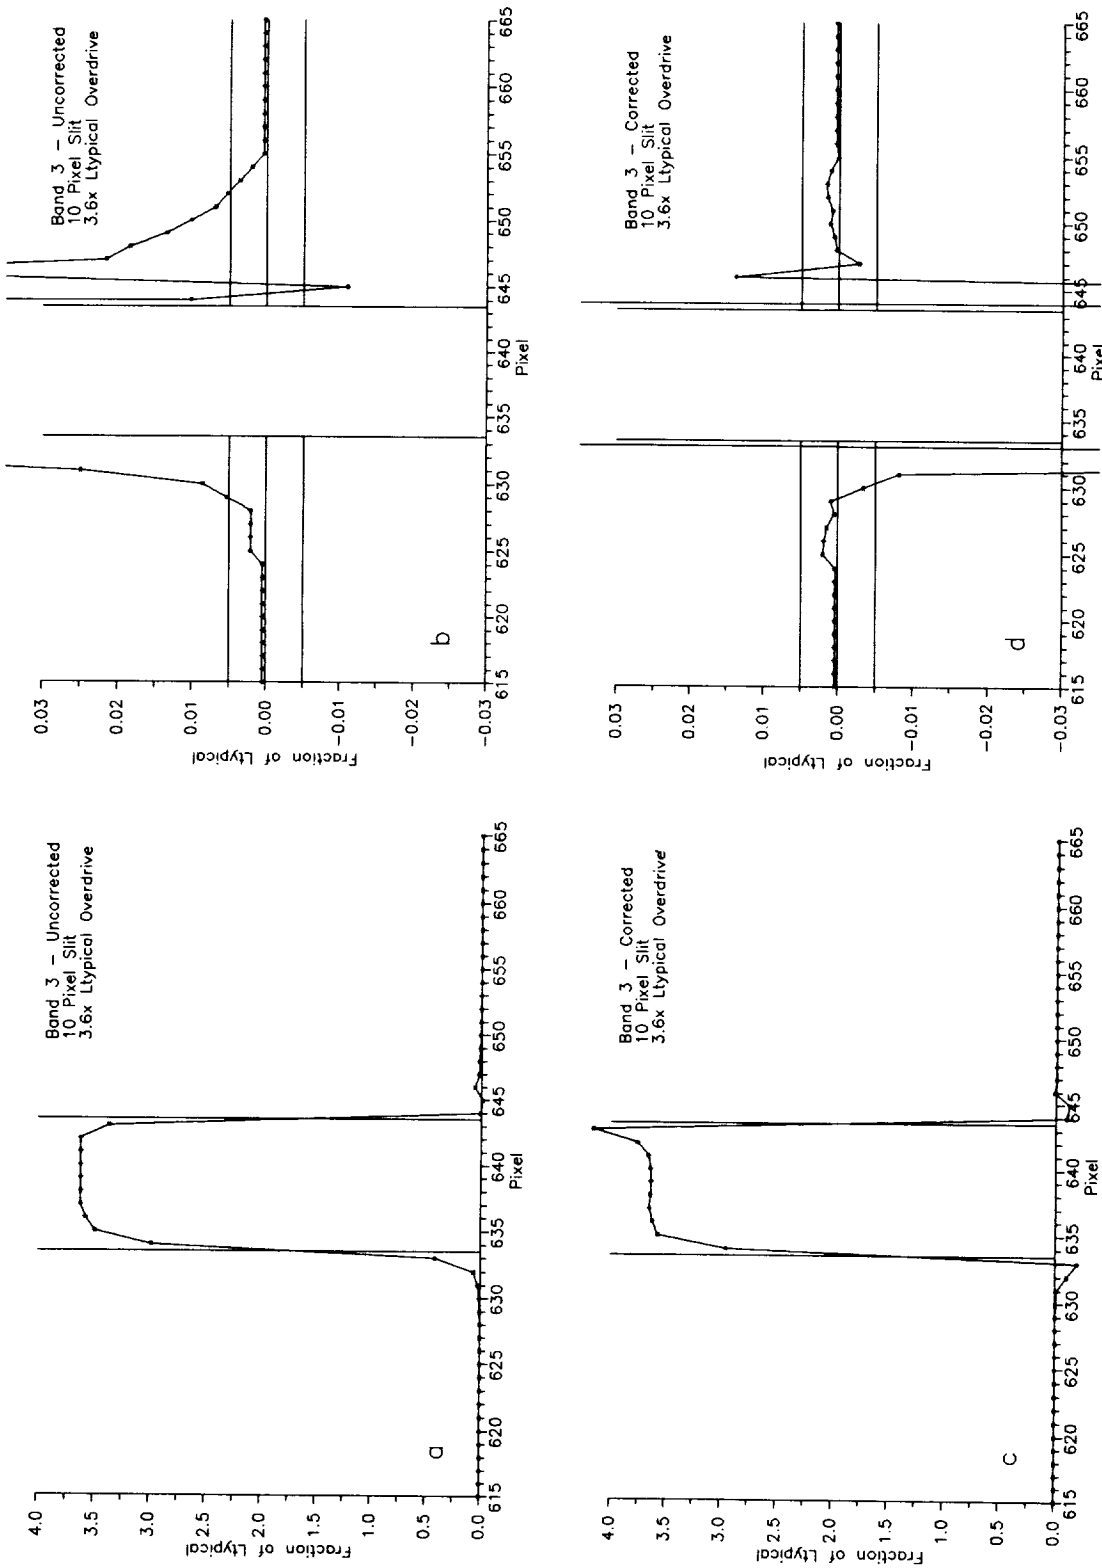 Band 3 – Uncorrected
10 Pixel Slit
3.6x Ltypical Overdrive
a
4.0
3.5
3.0
2.5
2.0
1.5
1.0
0.5
0.0
Fraction of Ltypical
615 620 625 630 635 640 645 650 655 660 665
Pixel
Band 3 – Uncorrected
10 Pixel Slit
3.6x Ltypical Overdrive
b
0.03
0.02
0.01
0.00
-0.01
-0.02
-0.03
Fraction of Ltypical
615 620 625 630 635 640 645 650 655 660 665
Pixel
Band 3 – Corrected
10 Pixel Slit
3.6x Ltypical Overdrive
c
4.0
3.5
3.0
2.5
2.0
1.5
1.0
0.5
0.0
Fraction of Ltypical
615 620 625 630 635 640 645 650 655 660 665
Pixel
Band 3 – Corrected
10 Pixel Slit
3.6x Ltypical Overdrive
d
0.03
0.02
0.01
0.00
-0.01
-0.02
-0.03
Fraction of Ltypical
615 620 625 630 635 640 645 650 655 660 665
Pixel